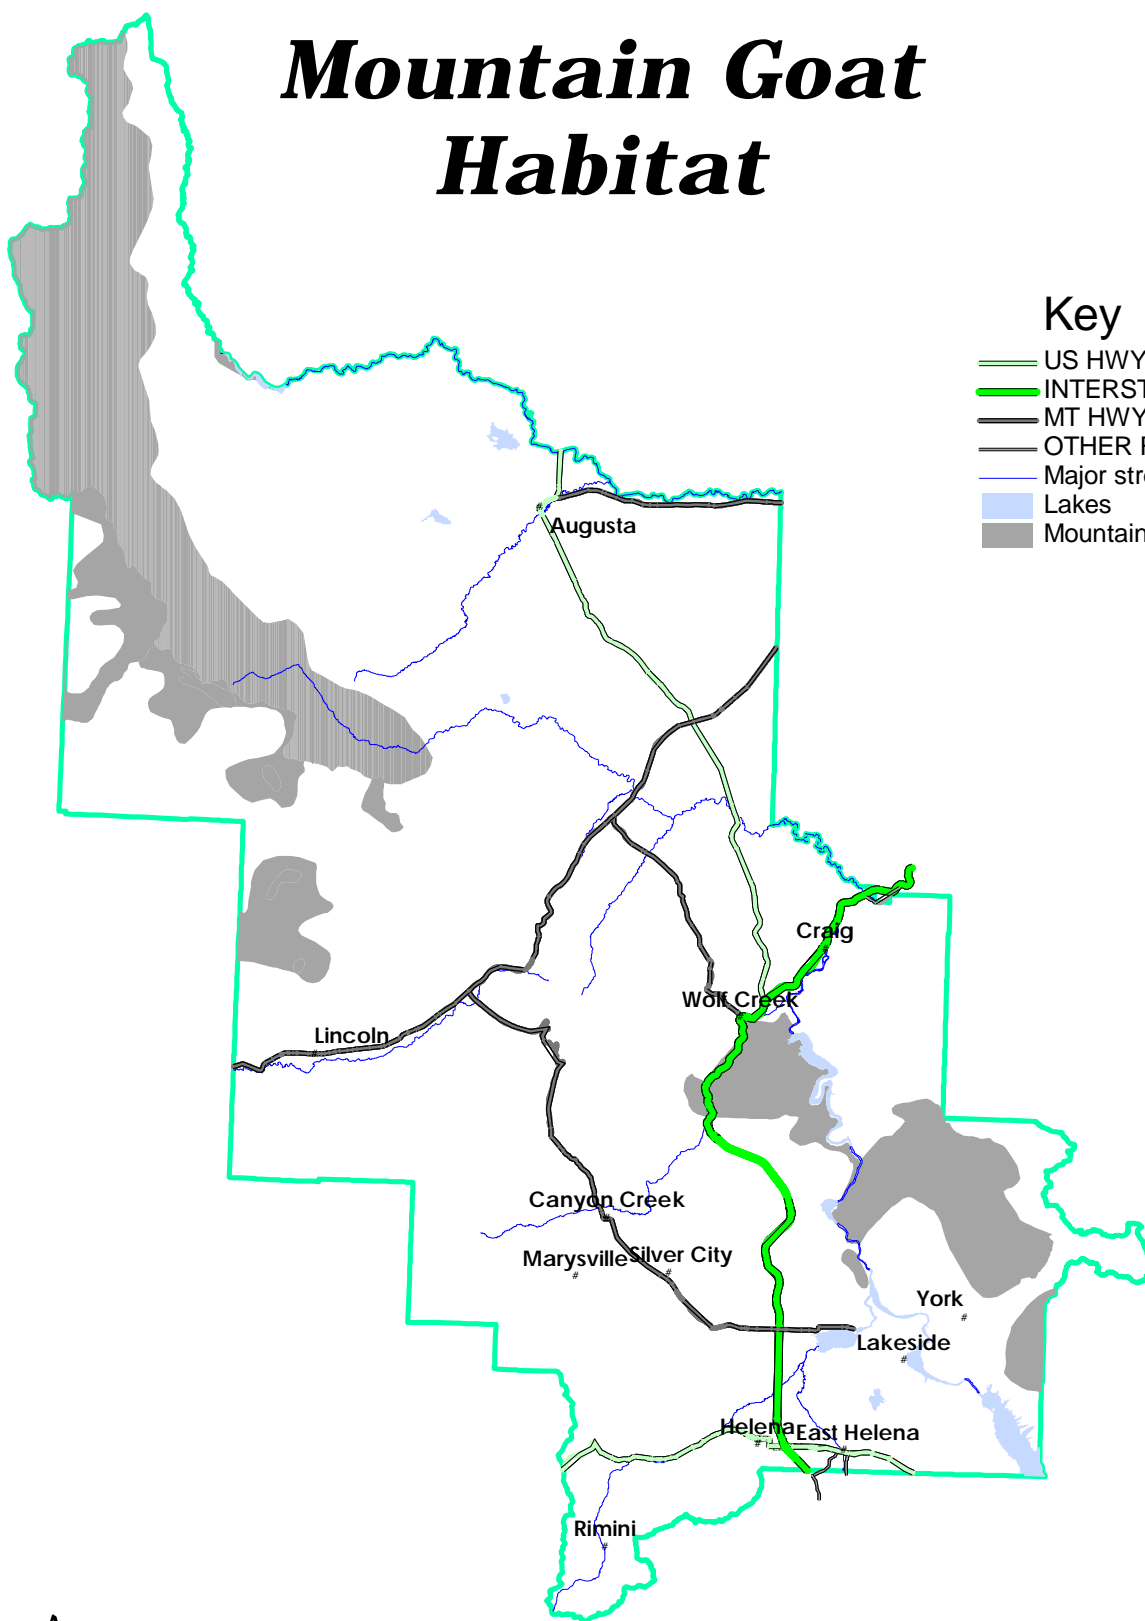 Mountain Goat
Habitat
Key
US HWY
INTERST
MT HWY
OTHER
Major str
Lakes
Mountain
Augusta
Craig
Wolf Creek
Lincoln
Canyon Creek
Marysville
Silver City
York
Lakeside
Helena
East Helena
Rimini